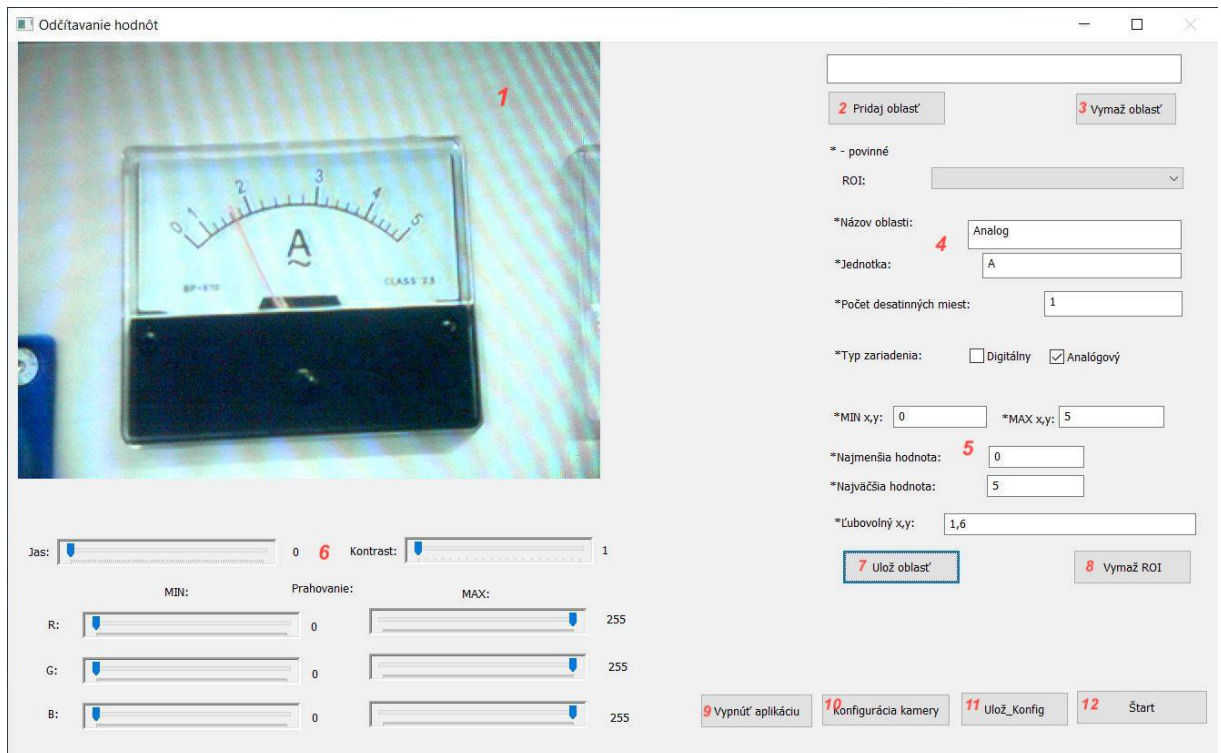 Odčítavanie hodnôt
1
0 1 2 3 4 5
A
BP-670 CLASS 2.5
2 Pridaj oblasť
3 Vymaž oblasť
* - povinné
ROI:
*Názov oblasti: Analog
4
*Jednotka: A
*Počet desatinných miest: 1
*Typ zariadenia: Digitálny Analógový
*MIN x,y: 0 *MAX x,y: 5
*Najmenšia hodnota: 5 0
*Najväčšia hodnota: 5
*Ľubovolný x,y: 1,6
7 Ulož oblasť
8 Vymaž ROI
Jas: 0 6 Kontrast: 1
MIN: Prahovanie: MAX:
R: 0 255
G: 0 255
B: 0 255
9 Vypnúť aplikáciu
10 Konfigurácia kamery
11 Ulož_Konfig
12 Štart